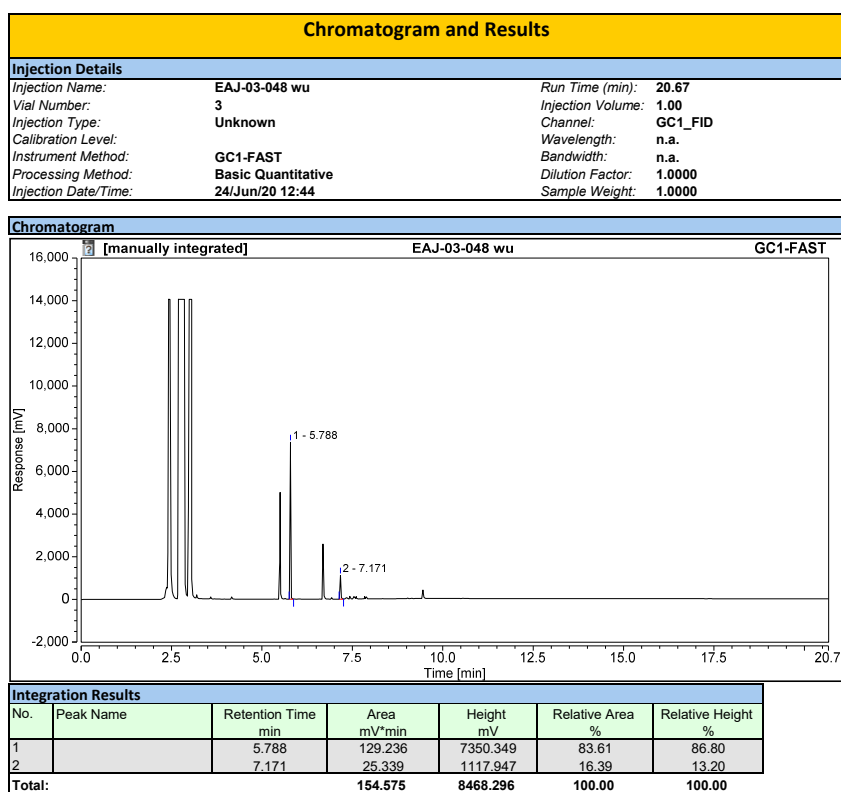 Chromatogram and Results
Injection Details
Injection Name: EAJ-03-048 wu Run Time (min): 20.67
Vial Number: 3 Injection Volume: 1.00
Injection Type: Unknown Channel: GC1_FID
Calibration Level: Wavelength: n.a.
Instrument Method: GC1-FAST Bandwidth: n.a.
Processing Method: Basic Quantitative Dilution Factor: 1.0000
Injection Date/Time: 24/Jun/20 12:44 Sample Weight: 1.0000
Chromatogram
? [manually integrated] EAJ-03-048 wu GC1-FAST
16,000
14,000
12,000
10,000
8,000
6,000
4,000
2,000
0
-2,000
Response [mV]
1 - 5.788
2 - 7.171
0.0 2.5 5.0 7.5 10.0 12.5 15.0 17.5 20.7
Time [min]
Integration Results
No. Peak Name Retention Time Area Height Relative Area Relative Height
min mV*min mV % %
1 5.788 129.236 7350.349 83.61 86.80
2 7.171 25.339 1117.947 16.39 13.20
Total: 154.575 8468.296 100.00 100.00